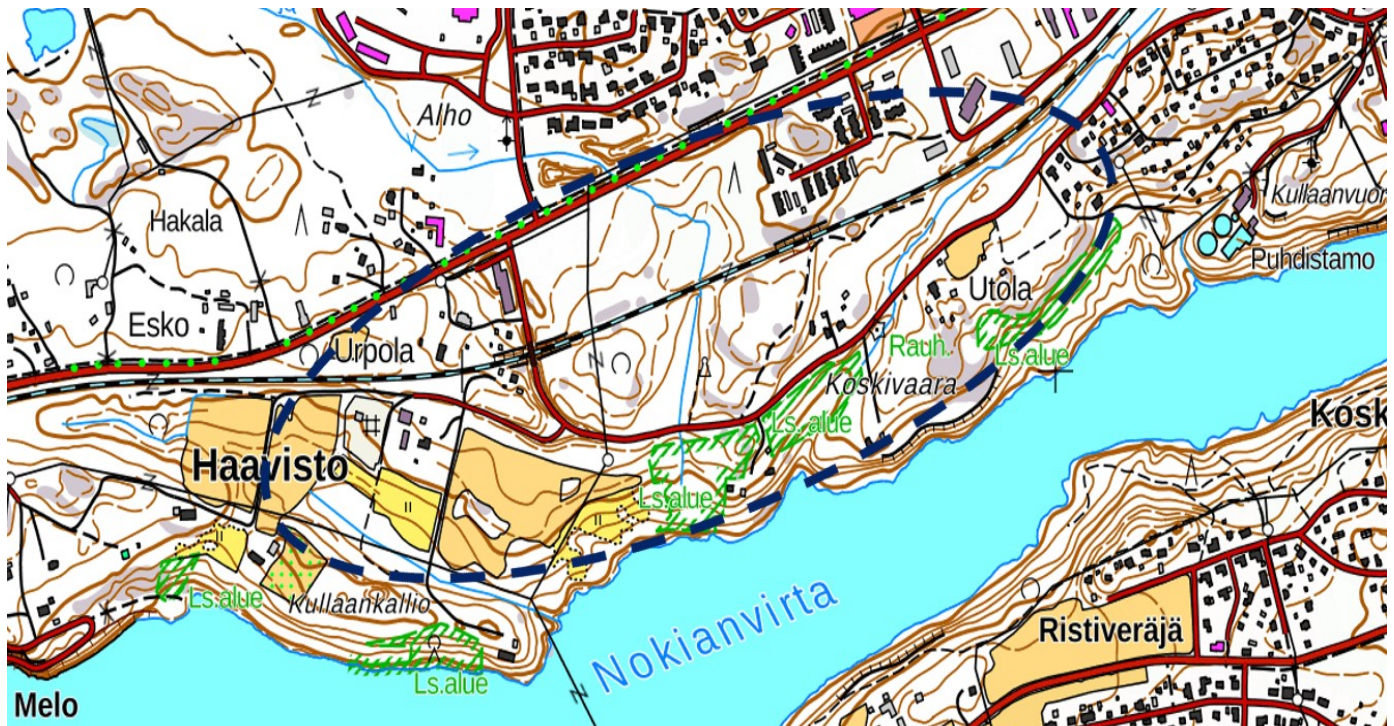 Alho
Hakala
Kullaanvuor
Puhdistamo
Utola
Esko
Urpola
Rauh.
Ls.alue
Koskivaara
Ls. alue
Kosk
Haavisto
Ls.alue
Ls.alue
Kullaankallio
Nokianvirta
Ristiveräjä
Ls.alue
Melo